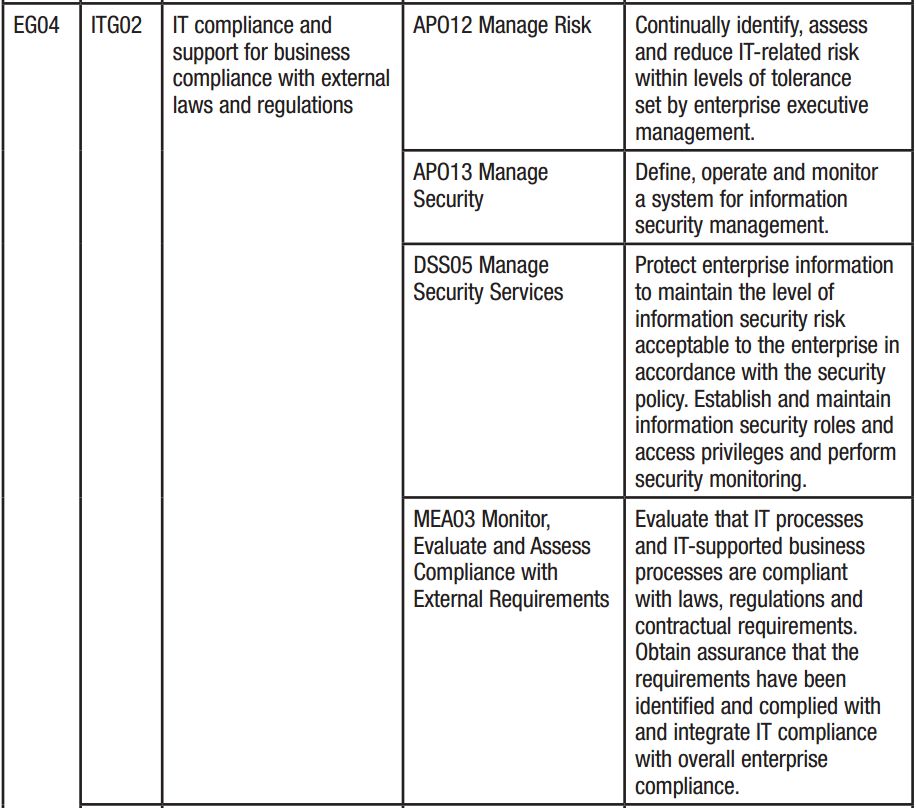 EG04
ITG02
IT compliance and
support for business
compliance with external
laws and regulations
APO12 Manage Risk
Continually identify, assess
and reduce IT-related risk
within levels of tolerance
set by enterprise executive
management.
APO13 Manage
Security
Define, operate and monitor
a system for information
security management.
DSS05 Manage
Security Services
Protect enterprise information
to maintain the level of
information security risk
acceptable to the enterprise in
accordance with the security
policy. Establish and maintain
information security roles and
access privileges and perform
security monitoring.
MEA03 Monitor,
Evaluate and Assess
Compliance with
External Requirements
Evaluate that IT processes
and IT-supported business
processes are compliant
with laws, regulations and
contractual requirements.
Obtain assurance that the
requirements have been
identified and complied with
and integrate IT compliance
with overall enterprise
compliance.